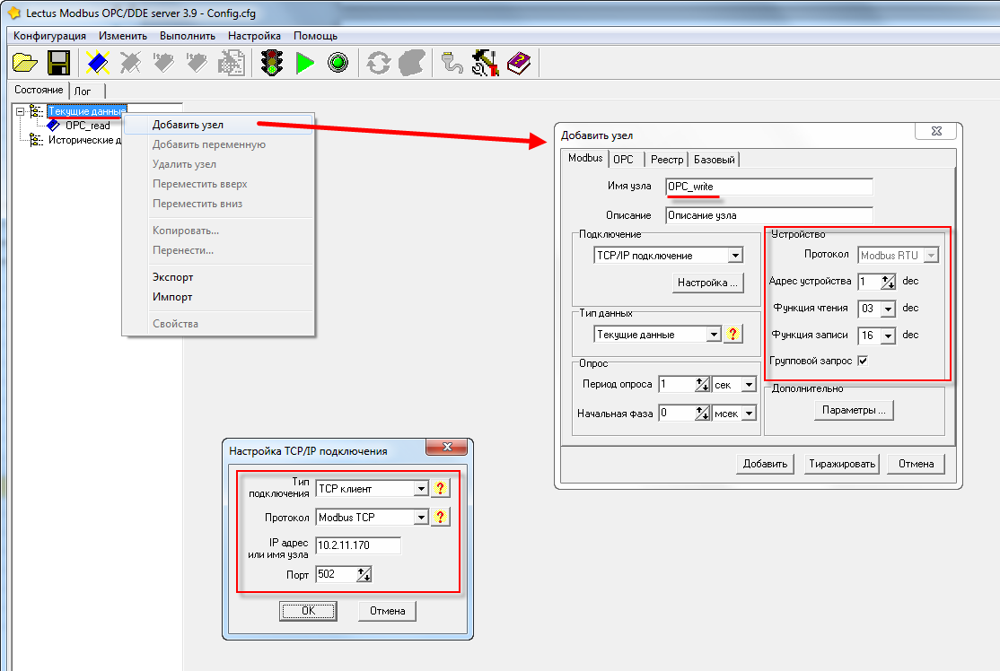 Lectus Modbus OPC/DDE server 3.9 - Config.cfg
Конфигурация Изменить Выполнить Настройка Помощь
Состояние Лог
Текущие данные
OPC_read
Исторические д
Добавить узел
Добавить переменную
Удалить узел
Переместить вверх
Переместить вниз
Копировать...
Перенести...
Экспорт
Импорт
Свойства
Добавить узел
Modbus OPC Реестр Базовый
Имя узла OPC_write
Описание Описание узла
Подключение
TCP/IP подключение
Настройка ...
Тип данных
Текущие данные ?
Опрос
Период опроса 1 сек
Начальная фаза 0 мсек
Устройство
Протокол Modbus RTU
Адрес устройства 1 dec
Функция чтения 03 dec
Функция записи 16 dec
Групповой запрос
Дополнительно
Параметры ...
Добавить Тиражировать Отмена
Настройка TCP/IP подключения
Тип
подключения TCP клиент ?
Протокол Modbus TCP ?
IP адрес
или имя узла 10.2.11.170
Порт 502
OK Отмена